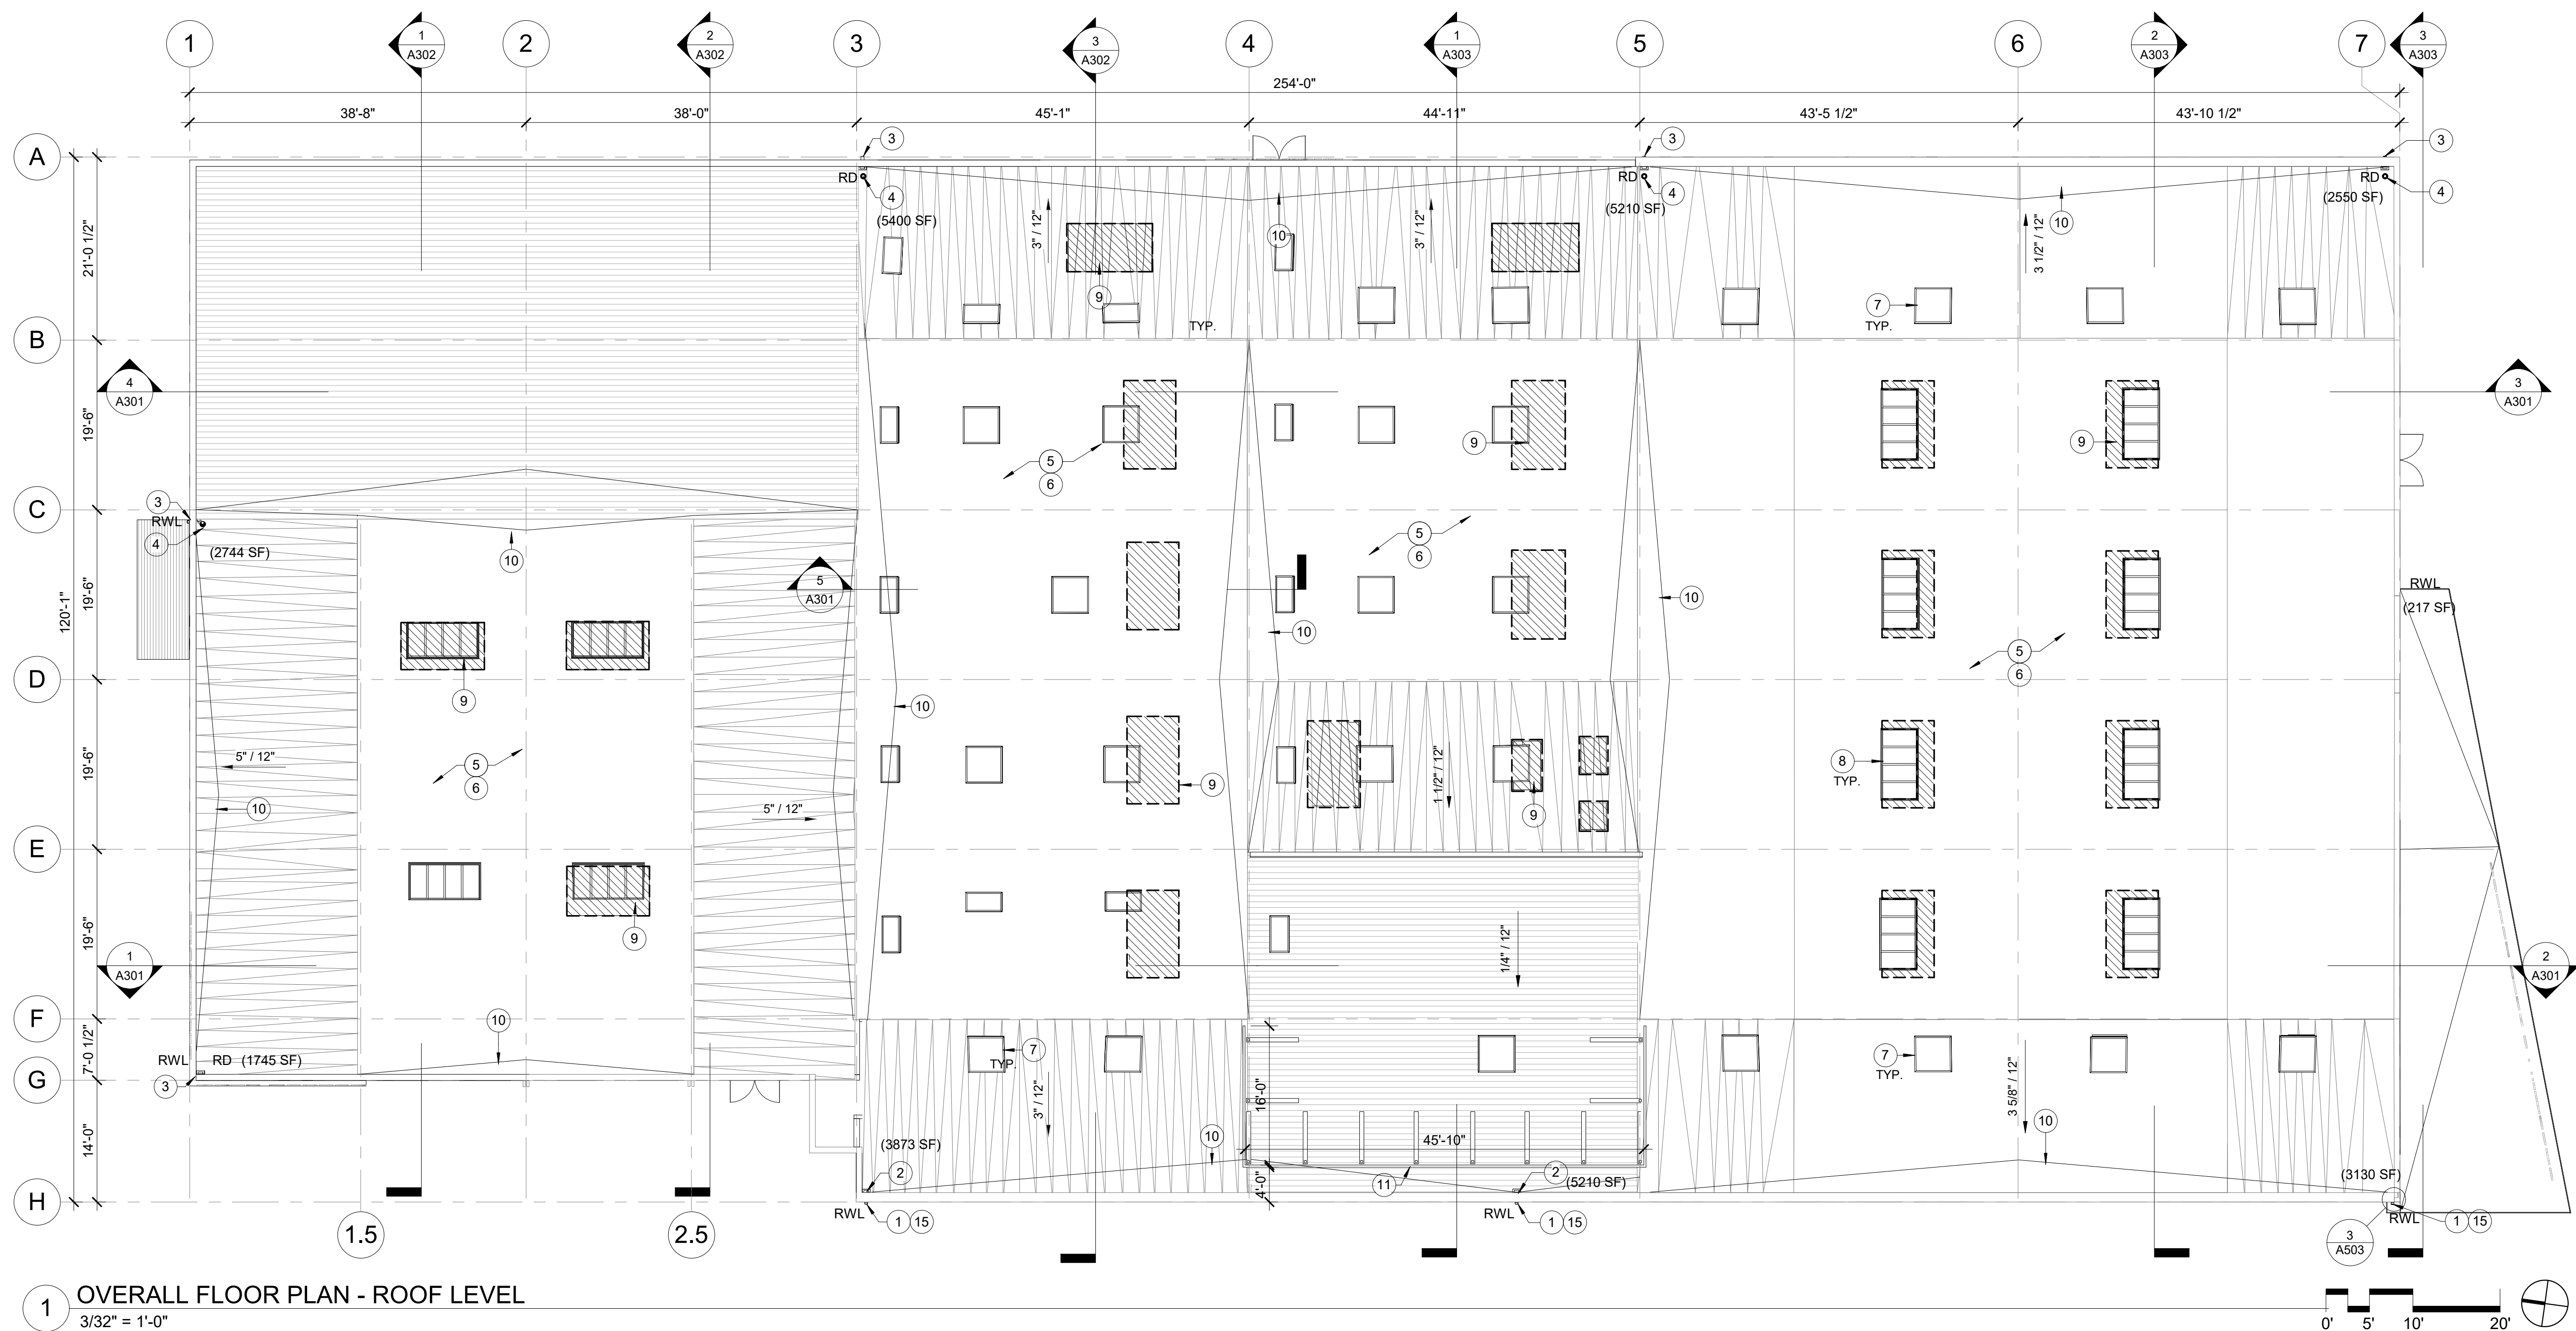 1
1
A302
2
2
A302
3
3
A302
4
1
A303
5
6
2
A303
7
3
A303
254'-0"
38'-8"
38'-0"
45'-1"
44'-11"
43'-5 1/2"
43'-10 1/2"
A
3
3
3
RD
4
RD
4
RD
4
(5400 SF)
(5210 SF)
(2550 SF)
21'-0 1/2"
3" / 12"
10
3" / 12"
3 1/2" / 12"
10
9
7
TYP.
TYP.
B
4
A301
3
A301
19'-6"
9
9
5
6
C
3
RWL
4
(2744 SF)
10
5
6
5
A301
10
RWL
(217 SF)
19'-6"
120'-1"
10
5
6
D
9
10
5" / 12"
5
6
19'-6"
9
1 1/2" / 12"
8
TYP.
10
5" / 12"
9
E
19'-6"
9
1/4" / 12"
1
A301
2
A301
F
10
7
TYP.
7'-0 1/2"
RWL
RD
(1745 SF)
7
TYP.
G
3
16'-0"
3" / 12"
3 5/8" / 12"
14'-0"
(3873 SF)
10
45'-10"
10
2
11
4'-0"
2
(5210 SF)
(3130 SF)
H
RWL
1
15
RWL
1
15
RWL
1
15
1.5
2.5
3
A503
1
OVERALL FLOOR PLAN - ROOF LEVEL
3/32" = 1'-0"
0'
5'
10'
20'